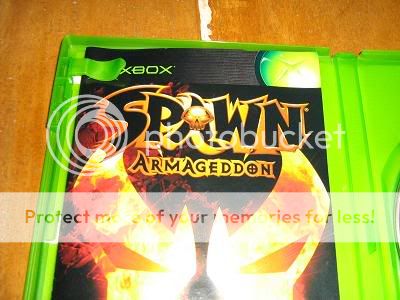 XBOX
SPAWN
ARMAGEDDON
photobucket
Protect more of your memories for less!